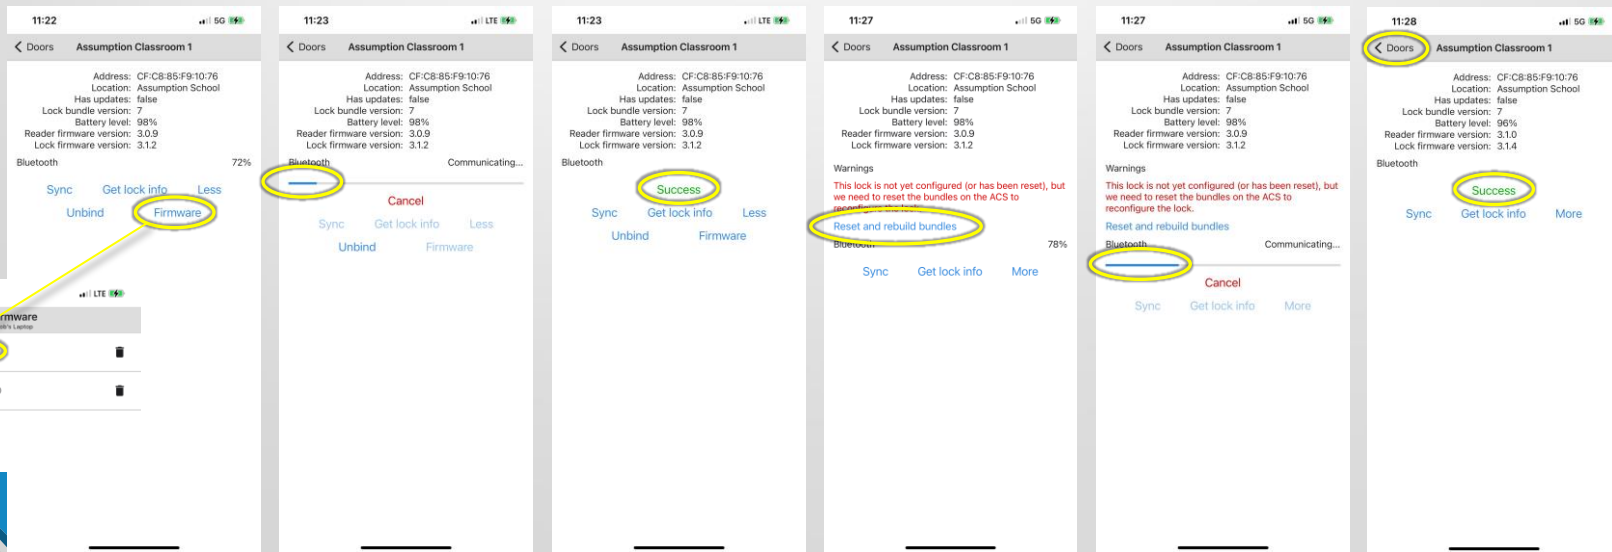 11:22
5G
Doors
Assumption Classroom 1
Address: CF:C8:85:F9:10:76
Location: Assumption School
Has updates: false
Lock bundle version: 7
Battery level: 98%
Reader firmware version: 3.0.9
Lock firmware version: 3.1.2
Bluetooth 72%
Sync Get lock info Less
Unbind Firmware
LTE
rmware
ob's Laptop
11:23
LTE
Doors
Assumption Classroom 1
Address: CF:C8:85:F9:10:76
Location: Assumption School
Has updates: false
Lock bundle version: 7
Battery level: 98%
Reader firmware version: 3.0.9
Lock firmware version: 3.1.2
Bluetooth Communicating...
Cancel
Sync Get lock info Less
Unbind Firmware
11:23
LTE
Doors
Assumption Classroom 1
Address: CF:C8:85:F9:10:76
Location: Assumption School
Has updates: false
Lock bundle version: 7
Battery level: 98%
Reader firmware version: 3.0.9
Lock firmware version: 3.1.2
Bluetooth
Success
Sync Get lock info Less
Unbind Firmware
11:27
5G
Doors
Assumption Classroom 1
Address: CF:C8:85:F9:10:76
Location: Assumption School
Has updates: false
Lock bundle version: 7
Battery level: 98%
Reader firmware version: 3.0.9
Lock firmware version: 3.1.2
Warnings
This lock is not yet configured (or has been reset), but
we need to reset the bundles on the ACS to
reconfigure the lock.
Reset and rebuild bundles
Bluetooth 78%
Sync Get lock info More
11:27
5G
Doors
Assumption Classroom 1
Address: CF:C8:85:F9:10:76
Location: Assumption School
Has updates: false
Lock bundle version: 7
Battery level: 98%
Reader firmware version: 3.0.9
Lock firmware version: 3.1.2
Warnings
This lock is not yet configured (or has been reset), but
we need to reset the bundles on the ACS to
reconfigure the lock.
Reset and rebuild bundles
Bluetooth Communicating...
Cancel
Sync Get lock info More
11:28
5G
Doors
Assumption Classroom 1
Address: CF:C8:85:F9:10:76
Location: Assumption School
Has updates: false
Lock bundle version: 7
Battery level: 96%
Reader firmware version: 3.1.0
Lock firmware version: 3.1.4
Bluetooth
Success
Sync Get lock info More